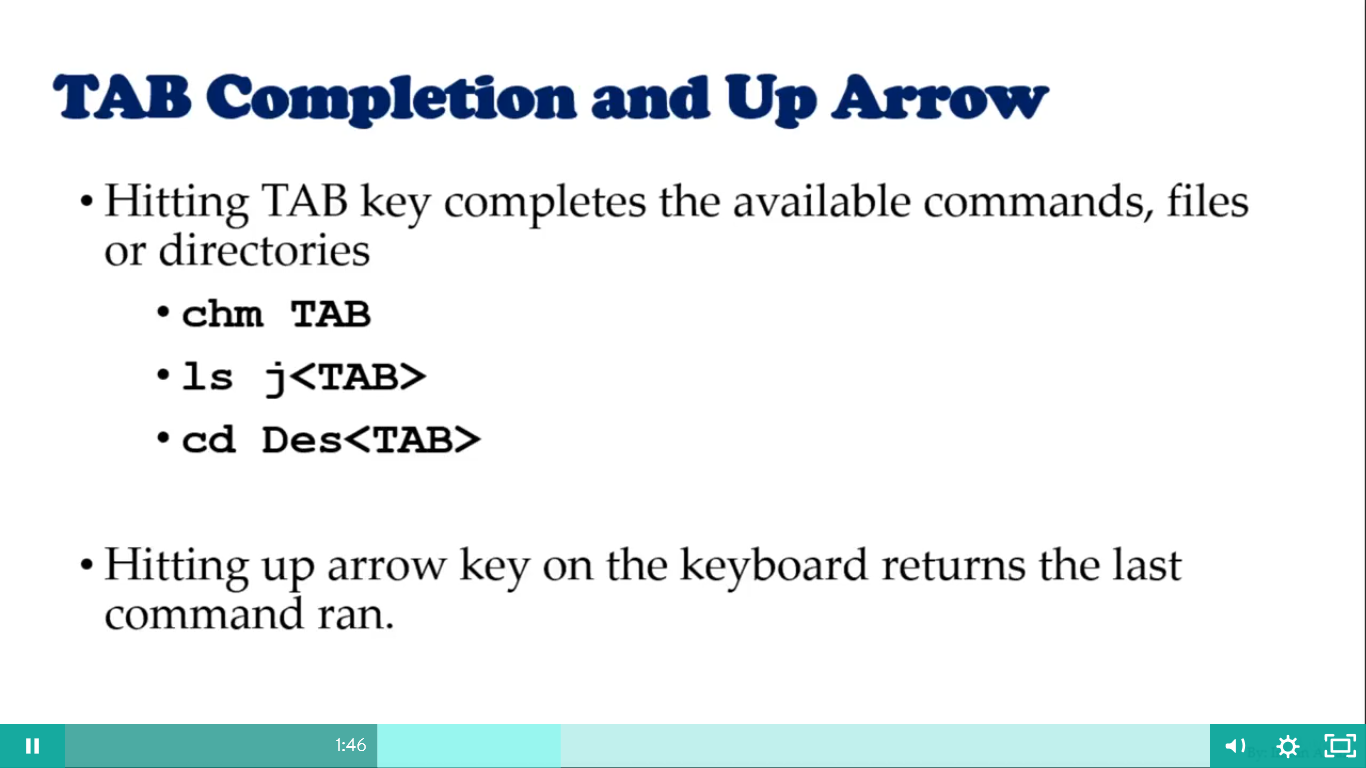 TAB Completion and Up Arrow
• Hitting TAB key completes the available commands, files
or directories
• chm TAB
• ls j<TAB>
• cd Des<TAB>
• Hitting up arrow key on the keyboard returns the last
command ran.
1:46